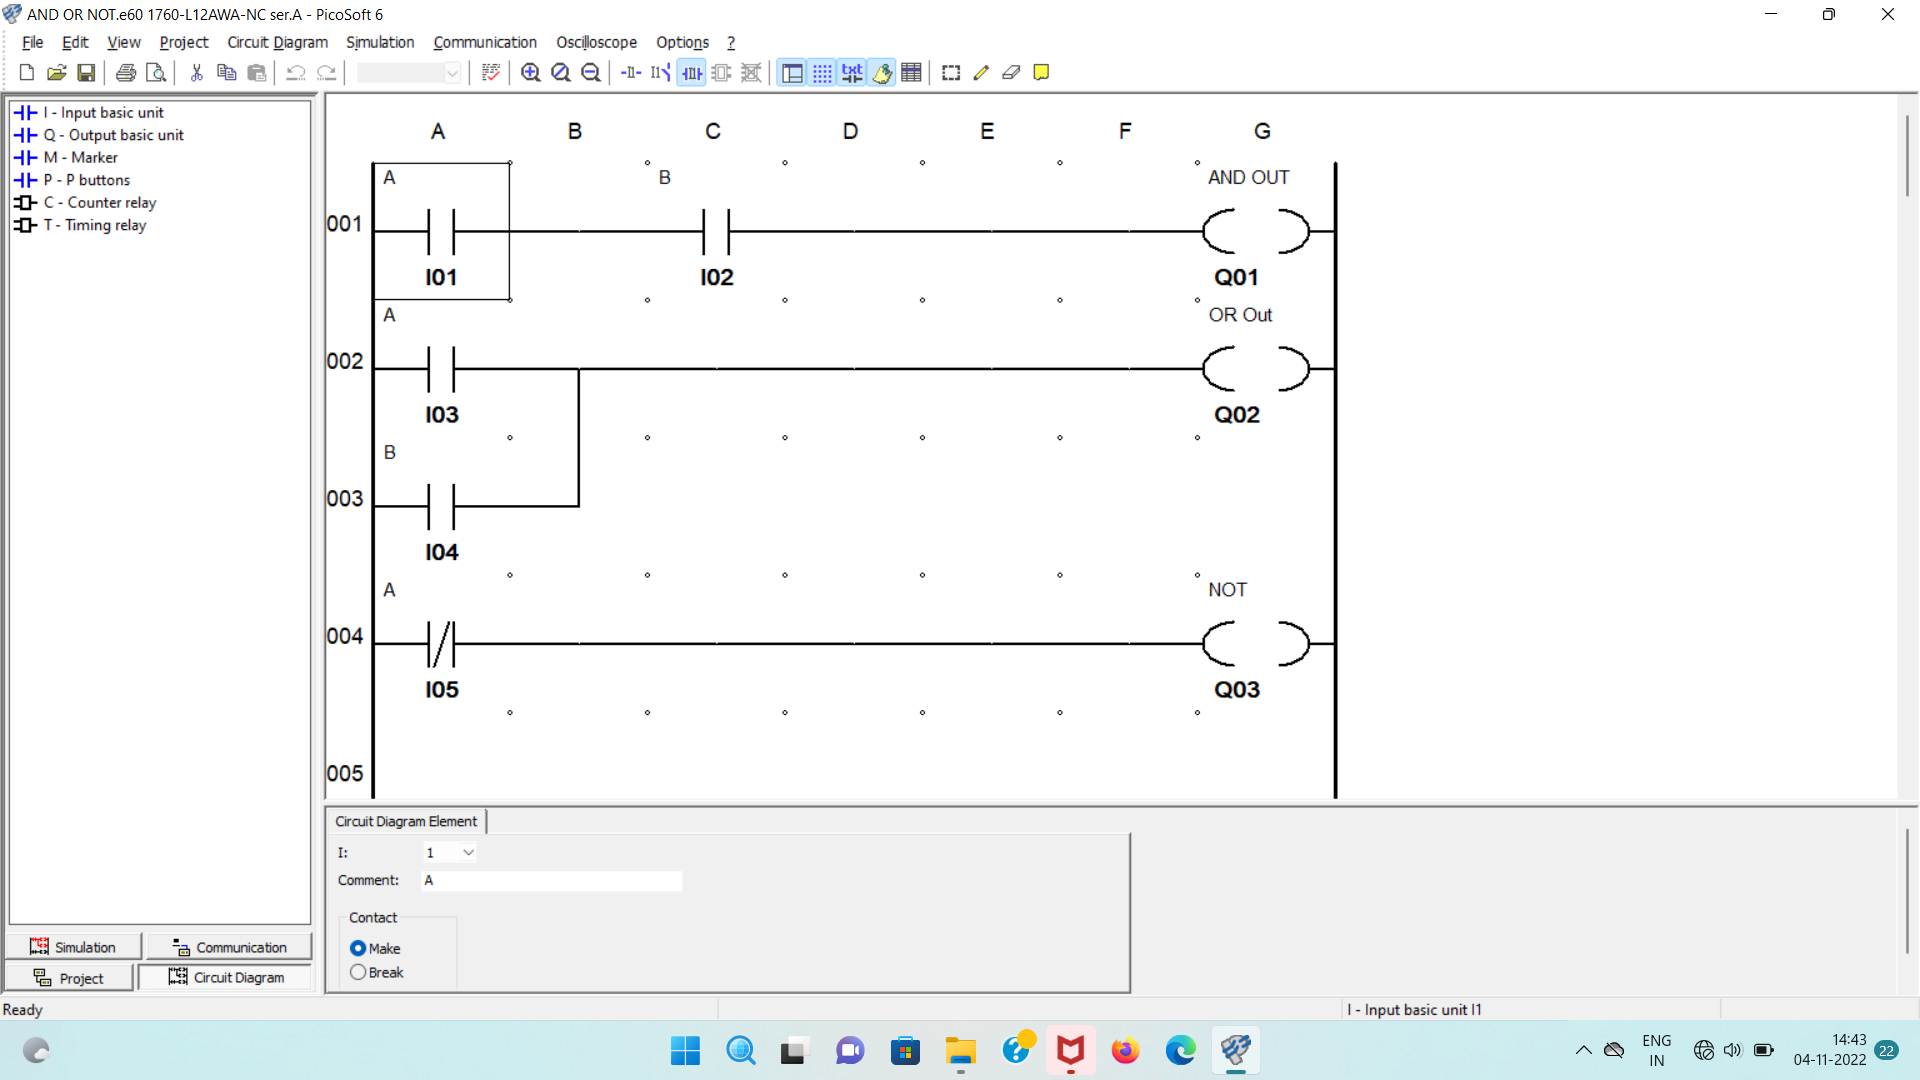 AND OR NOT.e60 1760-L12AWA-NC ser.A - PicoSoft 6
File Edit View Project Circuit Diagram Simulation Communication Oscilloscope Options ?
I - Input basic unit
Q - Output basic unit
M - Marker
P - P buttons
C - Counter relay
T - Timing relay
A B C D E F G
A B AND OUT
001
I01 I02 Q01
A OR Out
002
I03 Q02
B
003
I04
A NOT
004
I05 Q03
005
Circuit Diagram Element
I: 1
Comment: A
Contact
Make
Break
Simulation Communication
Project Circuit Diagram
Ready
I - Input basic unit I1
ENG
IN
14:43
04-11-2022
22